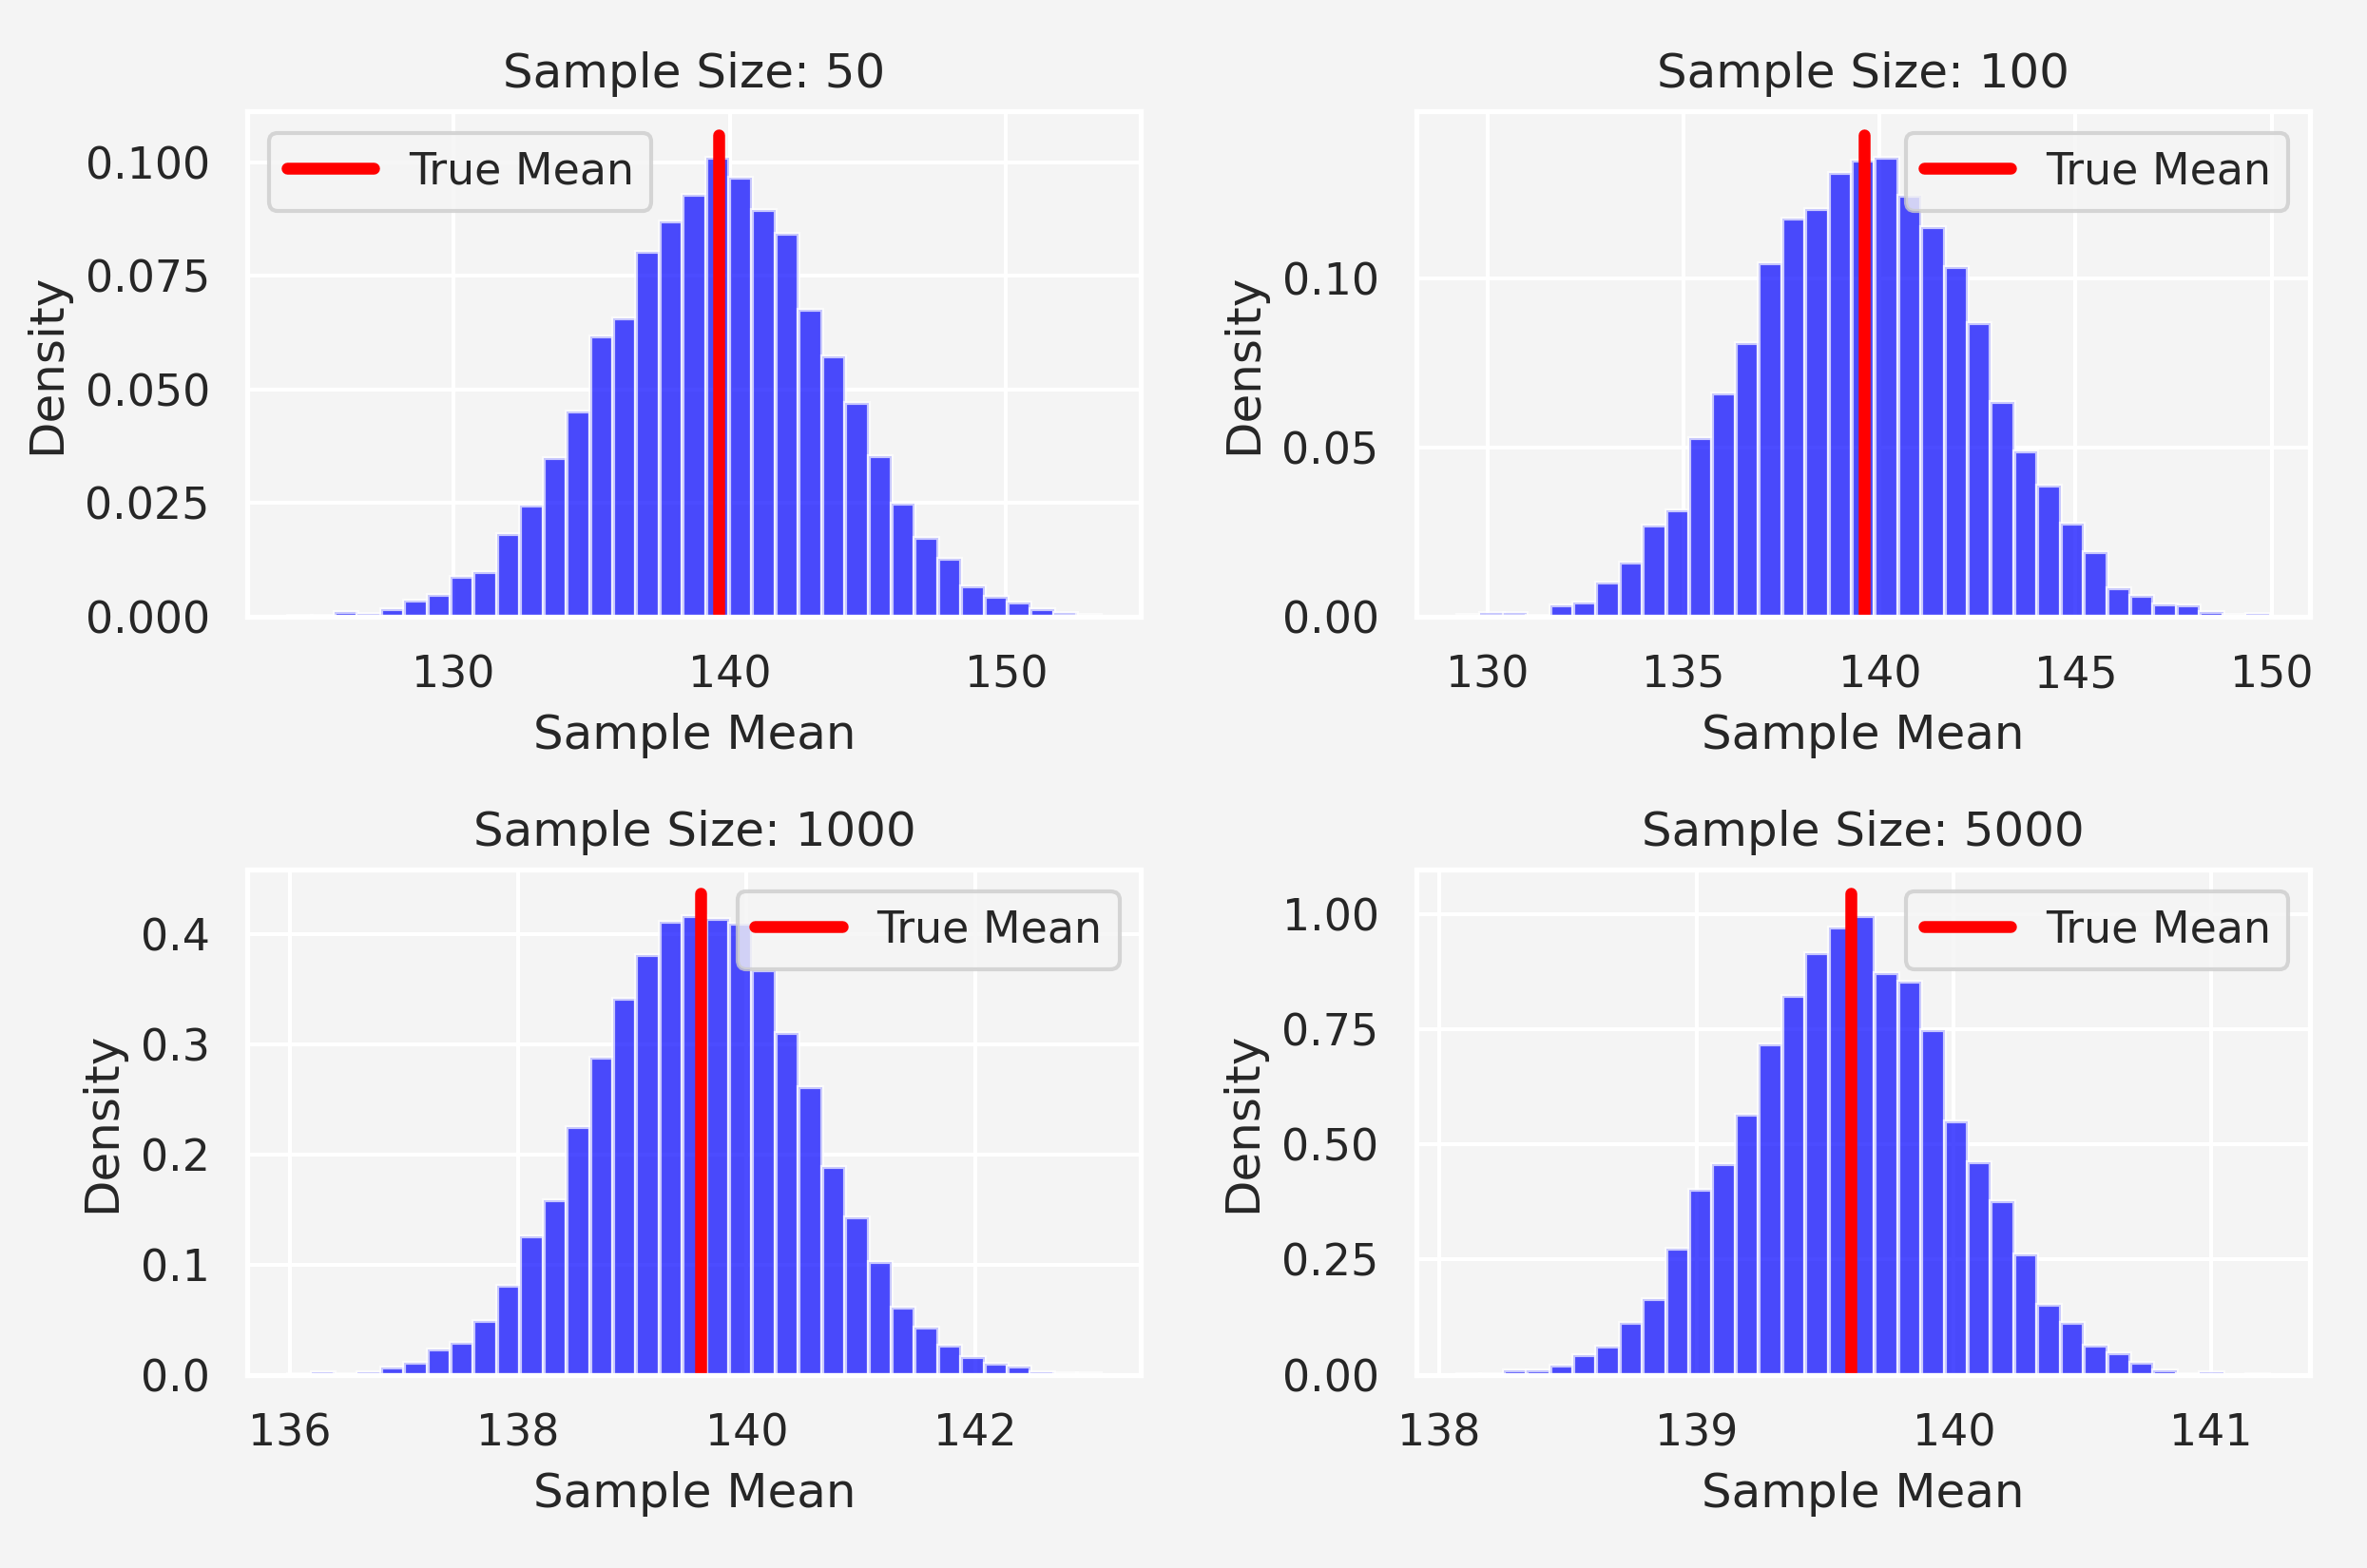 Sample Size: 50
True Mean
0.100
0.075
0.050
0.025
0.000
Density
130 140 150
Sample Mean
Sample Size: 100
True Mean
0.10
0.05
0.00
Density
130 135 140 145 150
Sample Mean
Sample Size: 1000
True Mean
0.4
0.3
0.2
0.1
0.0
Density
136 138 140 142
Sample Mean
Sample Size: 5000
True Mean
1.00
0.75
0.50
0.25
0.00
Density
138 139 140 141
Sample Mean